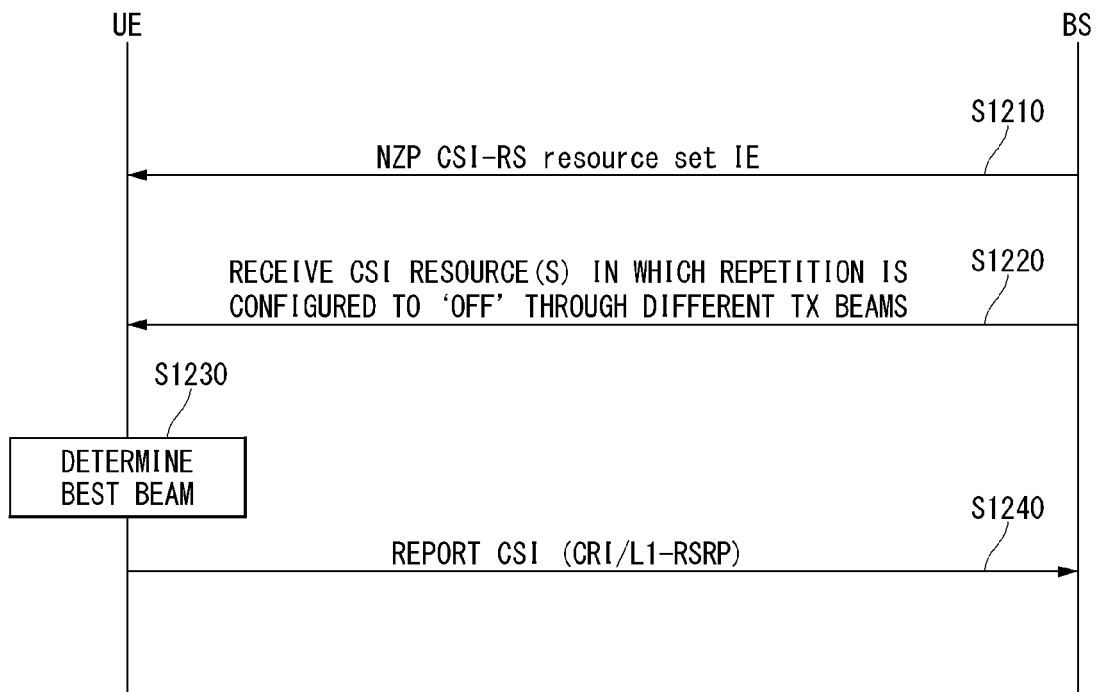 UE
BS
S1210
NZP CSI-RS resource set IE
S1220
RECEIVE CSI RESOURCE(S) IN WHICH REPETITION IS
CONFIGURED TO ‘OFF’ THROUGH DIFFERENT TX BEAMS
S1230
DETERMINE
BEST BEAM
S1240
REPORT CSI (CRI/L1-RSRP)